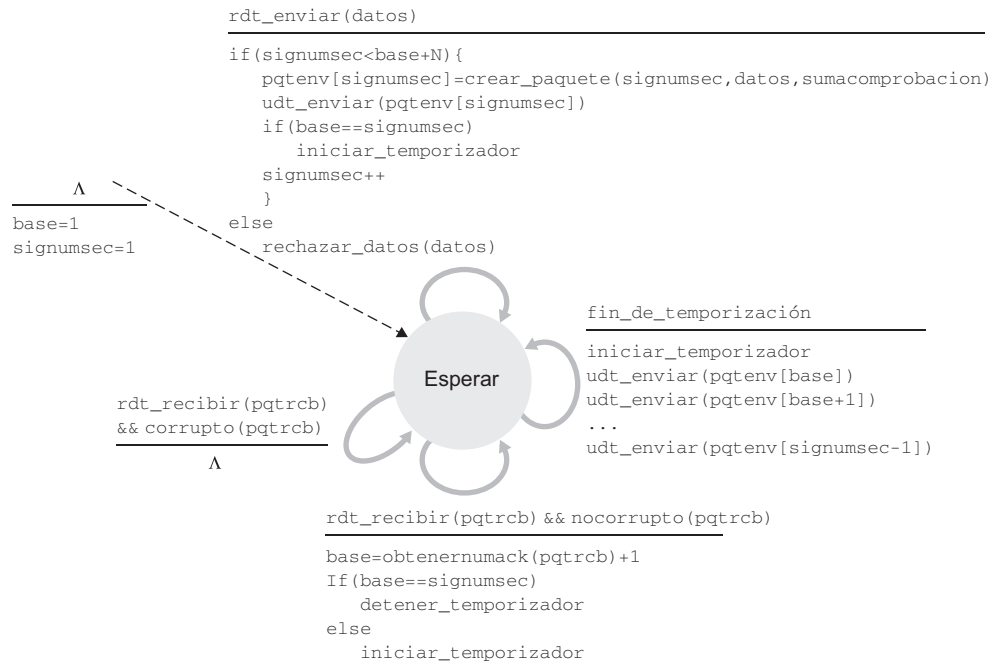 rdt_enviar(datos)
if(signumsec<base+N){
pqtenv[signumsec]=crear_paquete(signumsec,datos,sumacomprobacion)
udt_enviar(pqtenv[signumsec])
if(base==signumsec)
iniciar_temporizador
signumsec++
}
else
rechazar_datos(datos)
Λ
base=1
signumsec=1
fin_de_temporización
iniciar_temporizador
udt_enviar(pqtenv[base])
udt_enviar(pqtenv[base+1])
...
udt_enviar(pqtenv[signumsec-1])
Esperar
rdt_recibir(pqtrcb)
&& corrupto(pqtrcb)
Λ
rdt_recibir(pqtrcb) && nocorrupto(pqtrcb)
base=obtenernumack(pqtrcb)+1
If(base==signumsec)
detener_temporizador
else
iniciar_temporizador